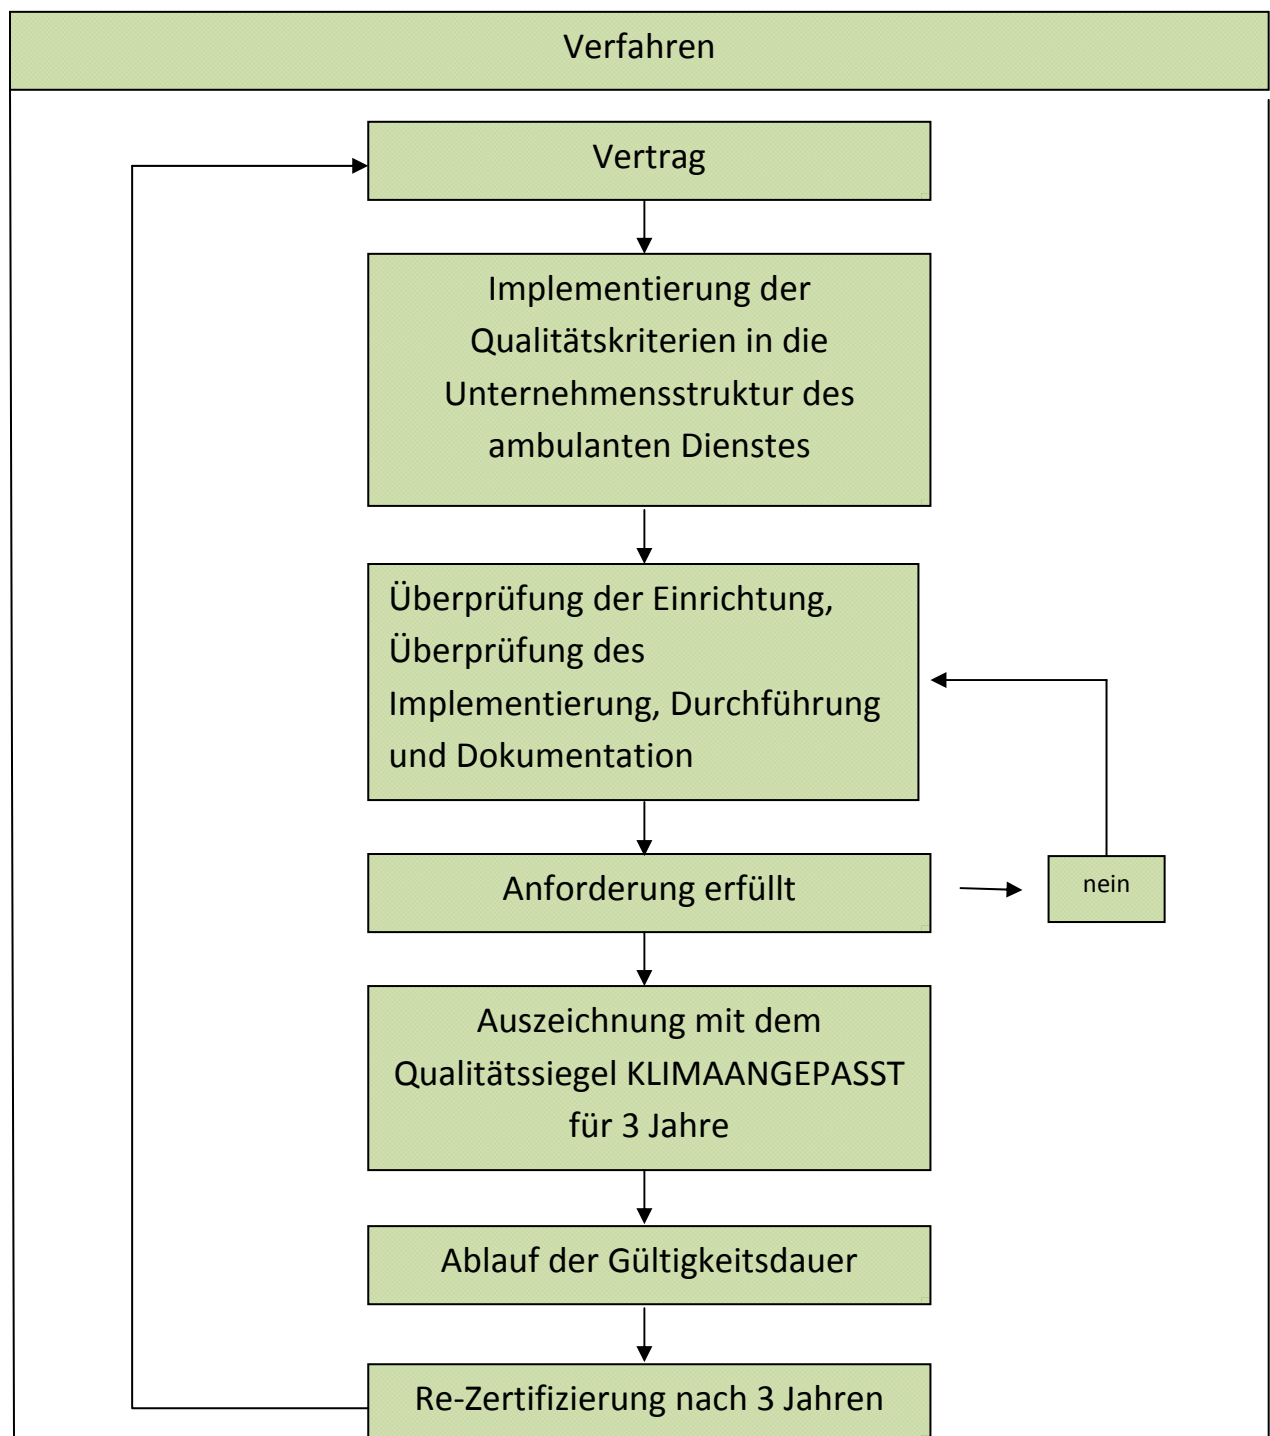 Verfahren
Vertrag
Implementierung der
Qualitätskriterien in die
Unternehmensstruktur des
ambulanten Dienstes
Überprüfung der Einrichtung,
Überprüfung des
Implementierung, Durchführung
und Dokumentation
Anforderung erfüllt
nein
Auszeichnung mit dem
Qualitätssiegel KLIMAANGEPASST
für 3 Jahre
Ablauf der Gültigkeitsdauer
Re-Zertifizierung nach 3 Jahren